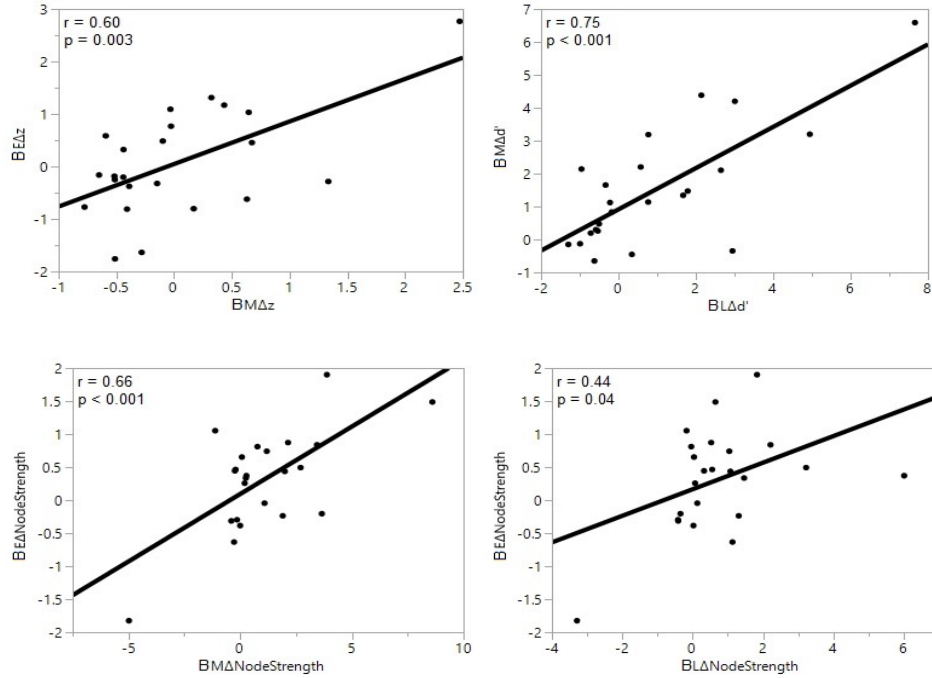 r = 0.60
p = 0.003
3
2
1
0
-1
-2
BEΔz
-1 -0.5 0 0.5 1 1.5 2 2.5
BMΔz
r = 0.75
p < 0.001
7
6
5
4
3
2
1
0
-1
BMΔd'
-2 0 2 4 6 8
BLΔd'
r = 0.66
p < 0.001
2
1.5
1
0.5
0
-0.5
-1
-1.5
-2
BEΔNodeStrength
-5 0 5 10
BMΔNodeStrength
r = 0.44
p = 0.04
2
1.5
1
0.5
0
-0.5
-1
-1.5
-2
BEΔNodeStrength
-4 -2 0 2 4 6
BLΔNodeStrength